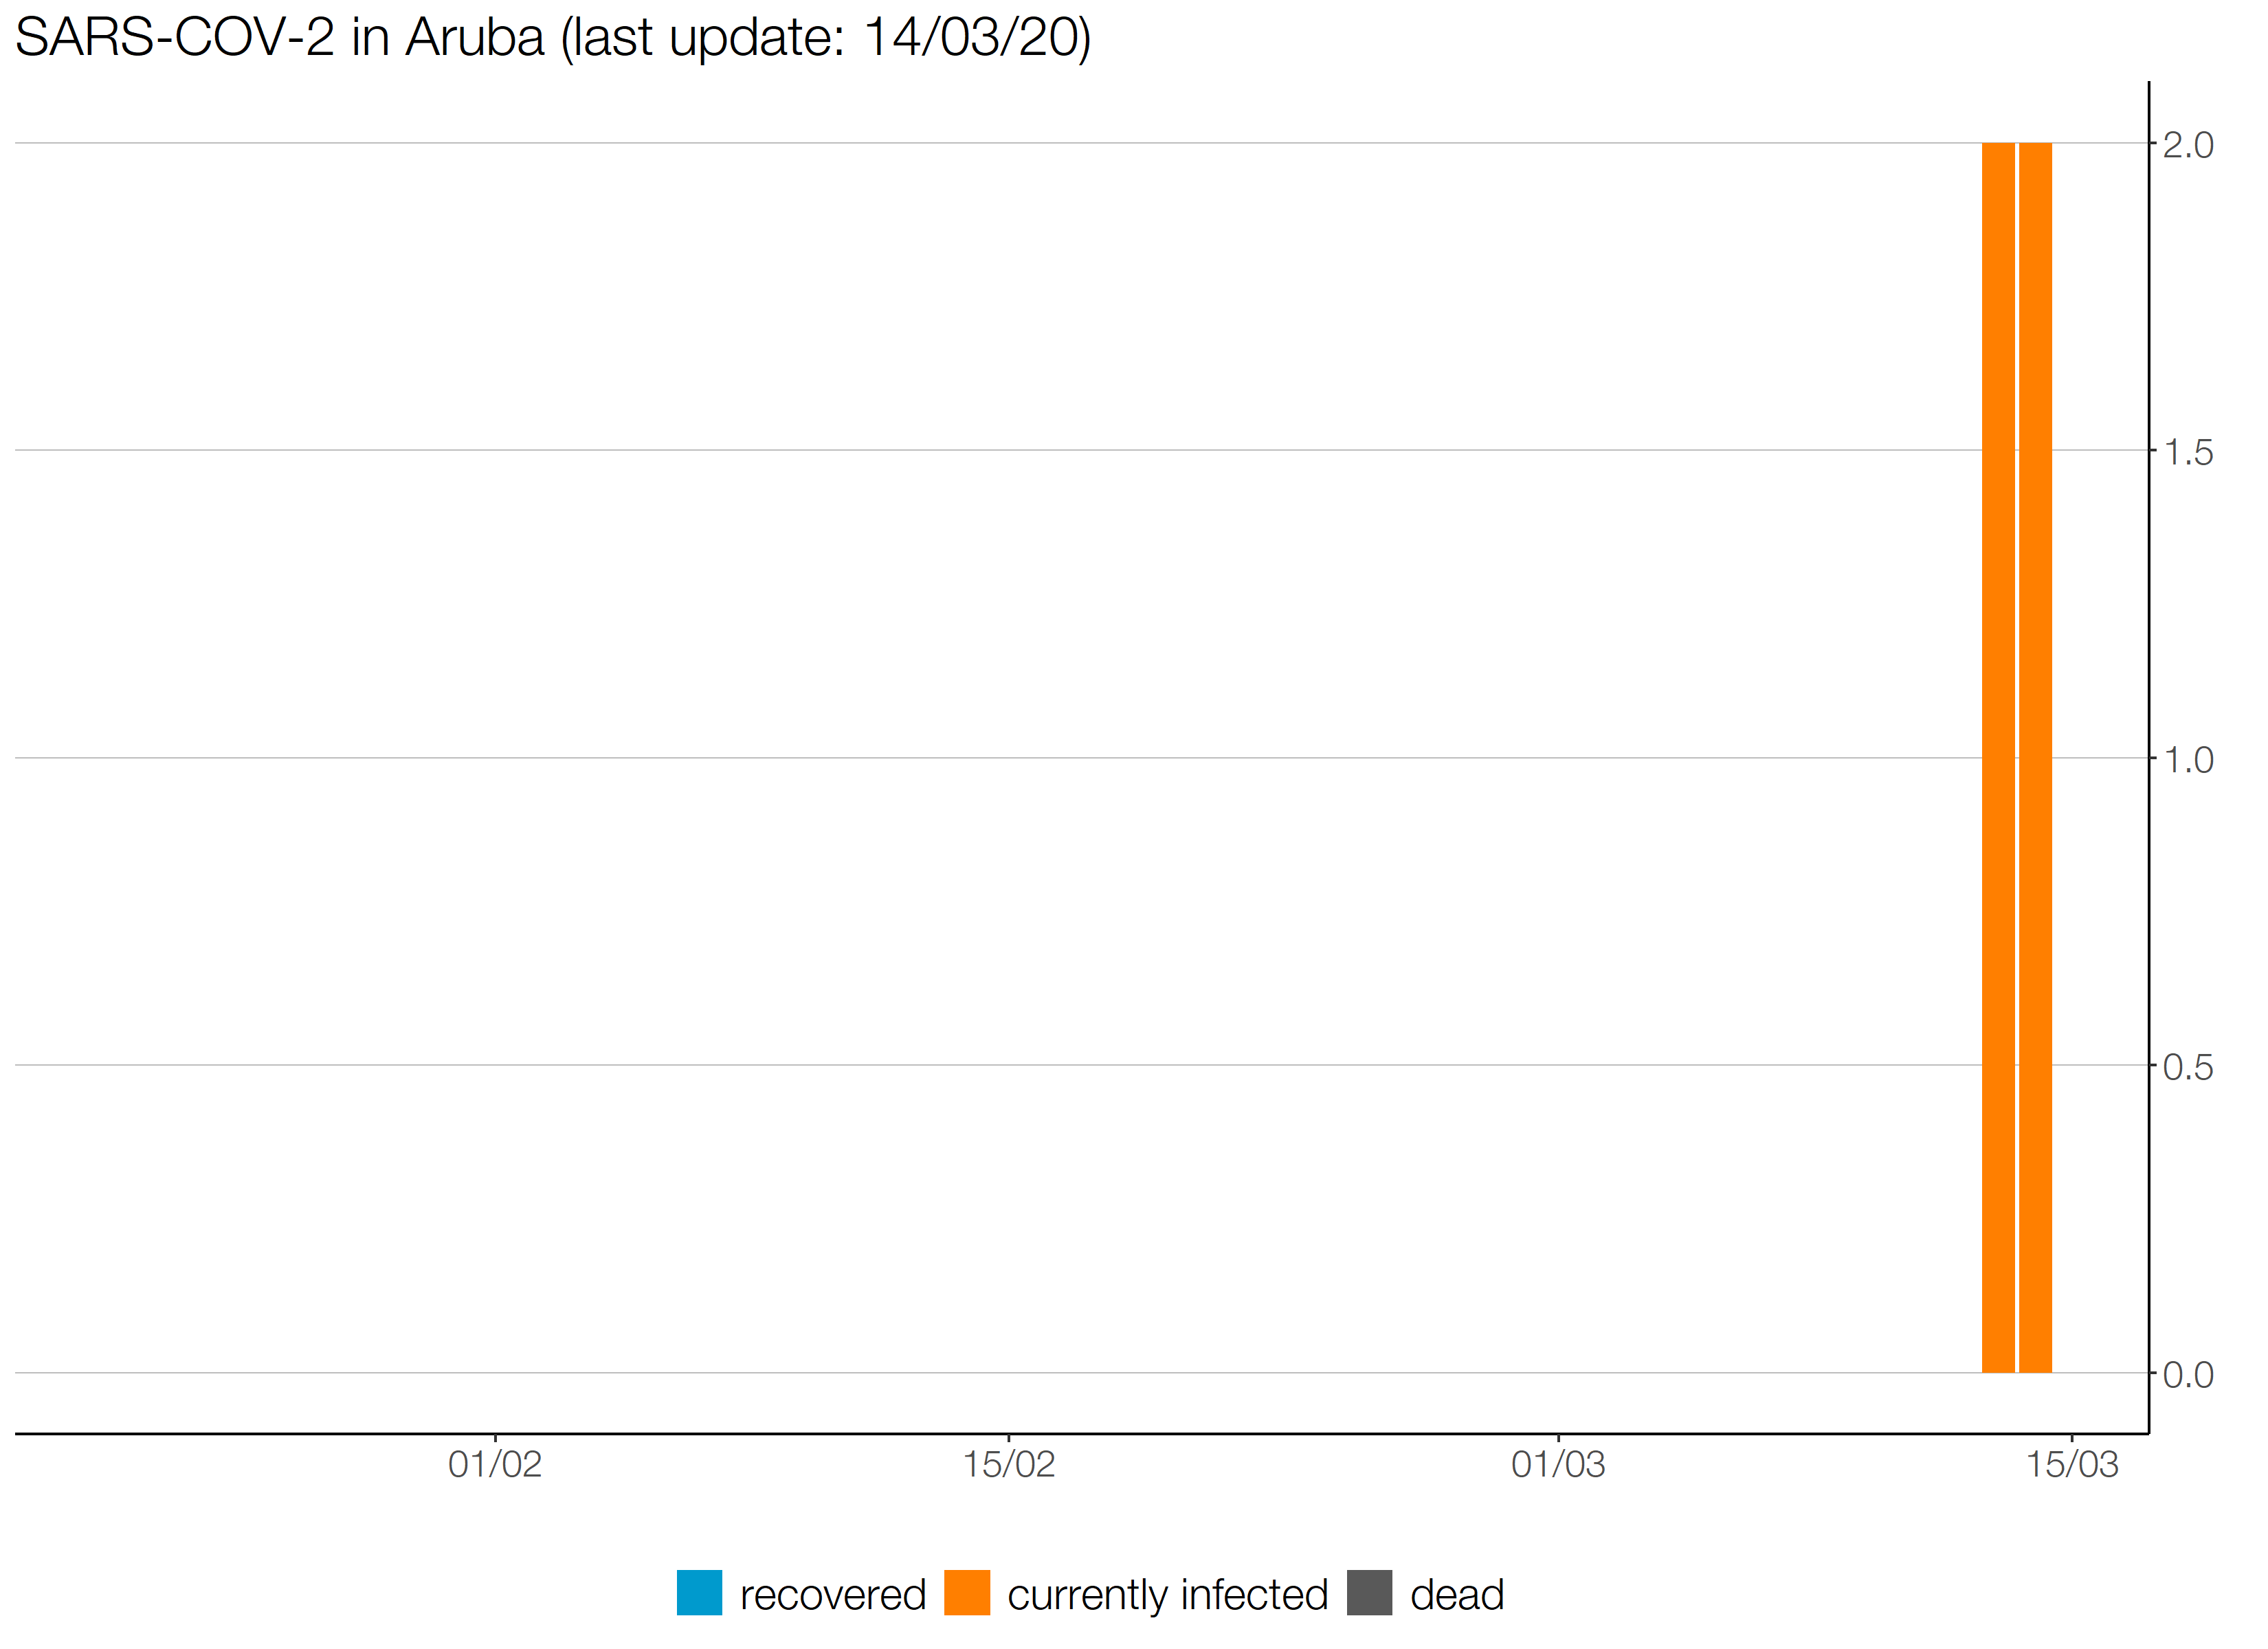 SARS-COV-2 in Aruba (last update: 14/03/20)
2.0
1.5
1.0
0.5
0.0
01/02 15/02 01/03 15/03
recovered currently infected dead